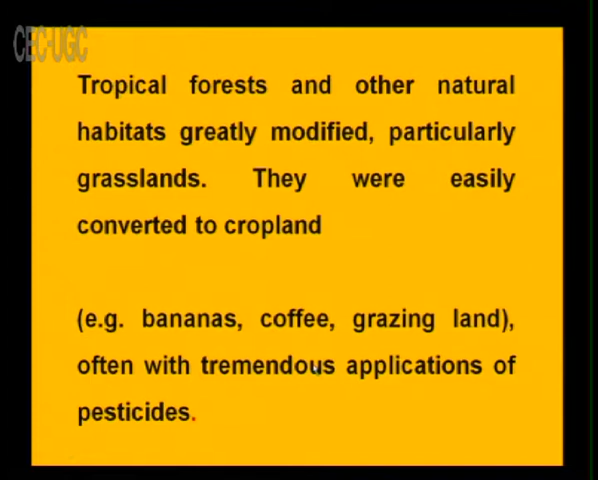 CEC-UGC
Tropical forests and other natural
habitats greatly modified, particularly
grasslands. They were easily
converted to cropland
(e.g. bananas, coffee, grazing land),
often with tremendous applications of
pesticides.